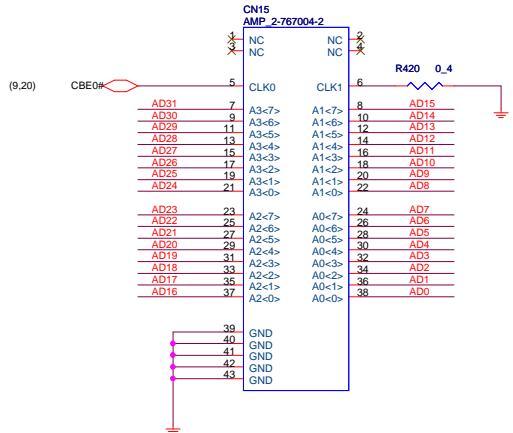 CN15
AMP_2-767004-2
1 NC 2
3 NC 4
R420 0_4
(9,20) CBE0# 5 CLK0 CLK1 6
AD31 7 A3<7> A1<7> 8 AD15
AD30 9 A3<6> A1<6> 10 AD14
AD29 11 A3<5> A1<5> 12 AD13
AD28 13 A3<4> A1<4> 14 AD12
AD27 15 A3<3> A1<3> 16 AD11
AD26 17 A3<2> A1<2> 18 AD10
AD25 19 A3<1> A1<1> 20 AD9
AD24 21 A3<0> A1<0> 22 AD8
AD23 23 A2<7> A0<7> 24 AD7
AD22 25 A2<6> A0<6> 26 AD6
AD21 27 A2<5> A0<5> 28 AD5
AD20 29 A2<4> A0<4> 30 AD4
AD19 31 A2<3> A0<3> 32 AD3
AD18 33 A2<2> A0<2> 34 AD2
AD17 35 A2<1> A0<1> 36 AD1
AD16 37 A2<0> A0<0> 38 AD0
39 GND
40 GND
41 GND
42 GND
43 GND